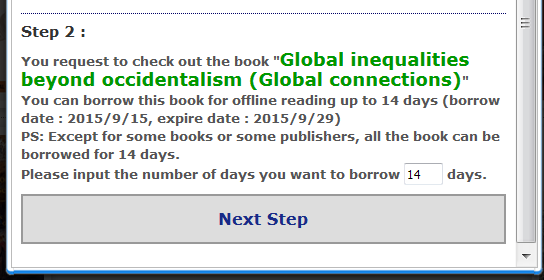 Step 2 :
You request to check out the book "Global inequalities
beyond occidentalism (Global connections)"
You can borrow this book for offline reading up to 14 days (borrow
date : 2015/9/15, expire date : 2015/9/29)
PS: Except for some books or some publishers, all the book can be
borrowed for 14 days.
Please input the number of days you want to borrow 14 days.
Next Step